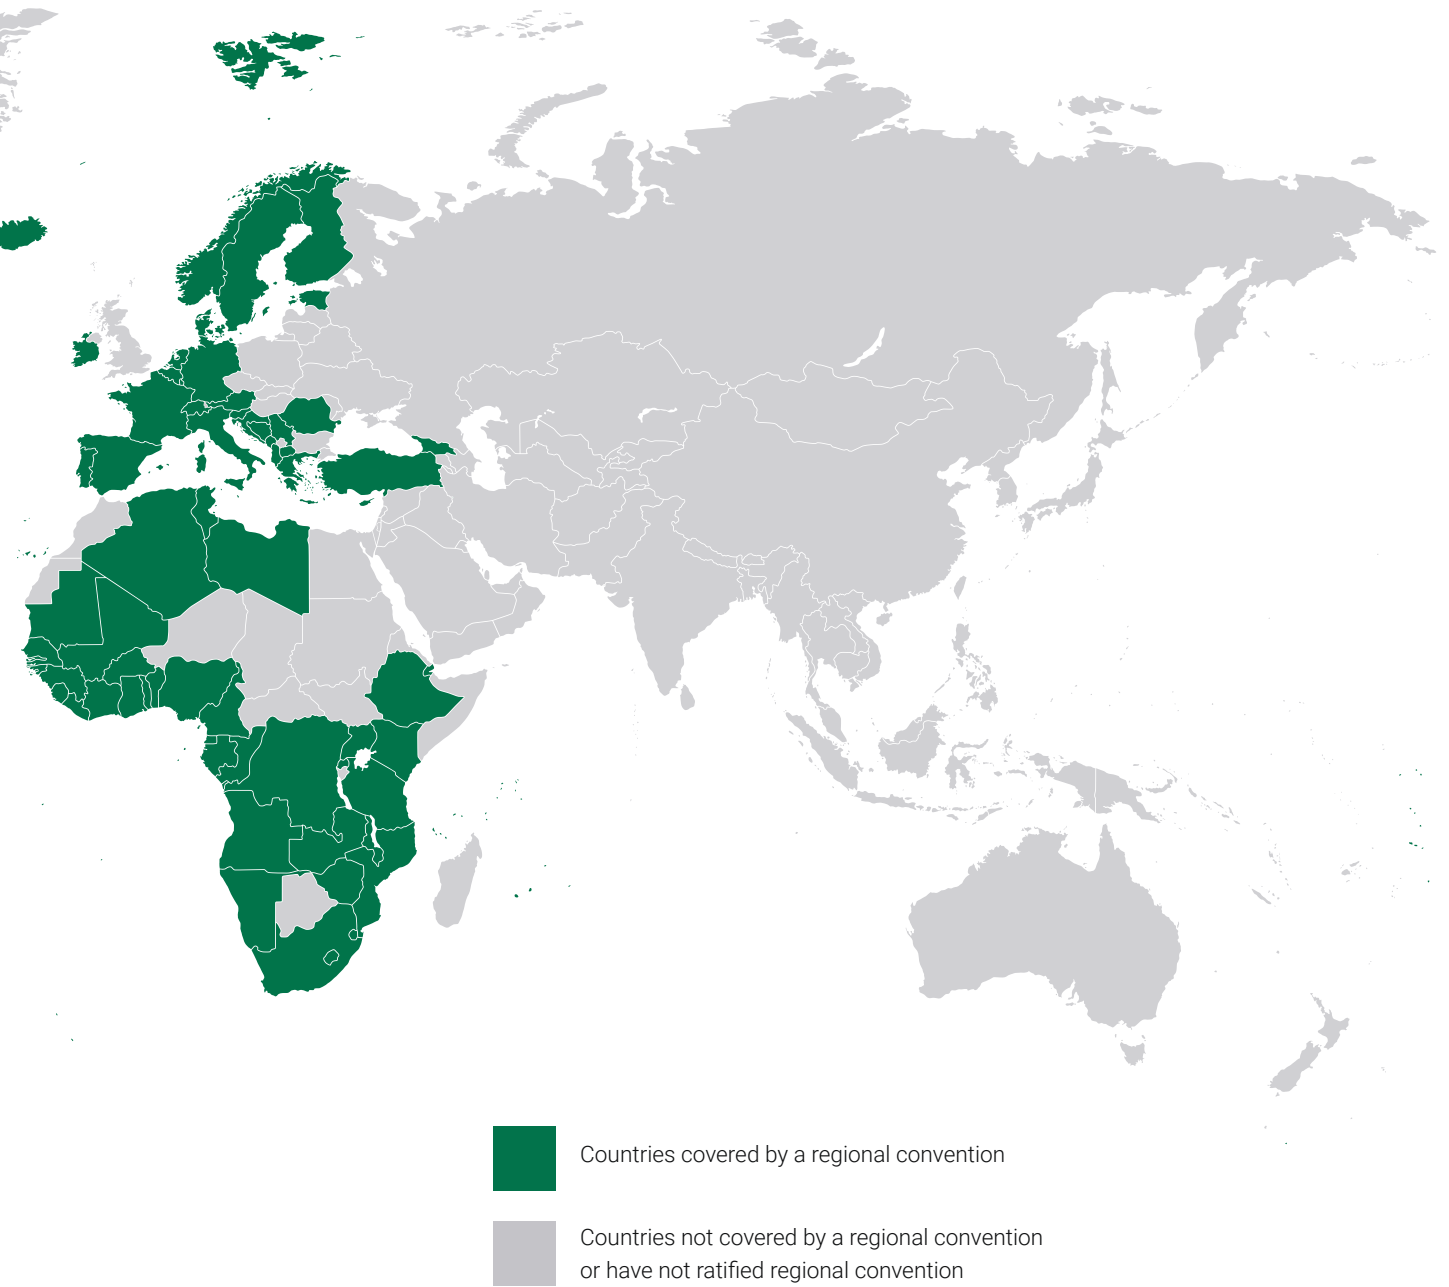 Countries covered by a regional convention
Countries not covered by a regional convention
or have not ratified regional convention